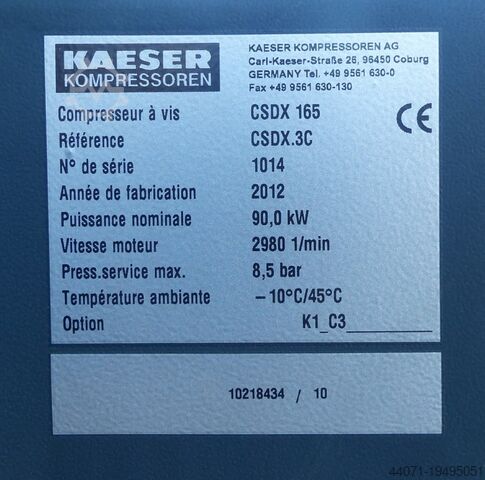 KAESER
KOMPRESSOREN
KAESER KOMPRESSOREN AG
Carl-Kaeser-Straße 26, 96450 Coburg
GERMANY Tel. +49 9561 630-0
Fax +49 9561 630-130
CE
Compresseur à vis CSDX 165
Référence CSDX.3C
N° de série 1014
Année de fabrication 2012
Puissance nominale 90,0 kW
Vitesse moteur 2980 1/min
Press.service max. 8,5 bar
Température ambiante –10°C/45°C
Option K1_C3_________
10218434 / 10
44071-19495051